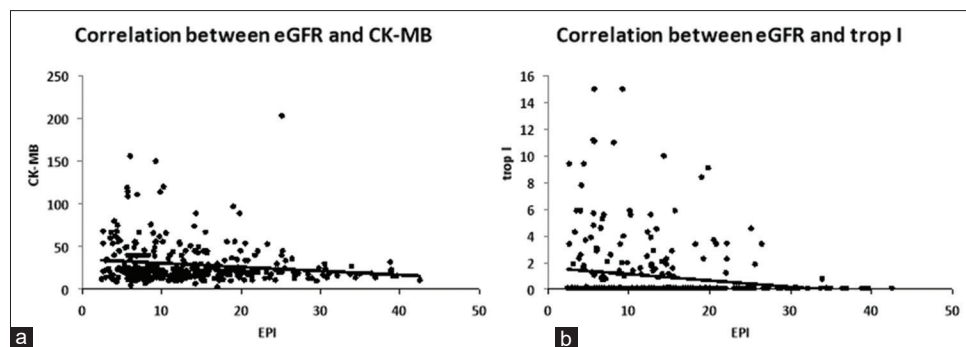 Correlation between eGFR and CK-MB
250
200
150
100
50
0
CK-MB
0 10 20 30 40 50
EPI
a
Correlation between eGFR and trop I
16
14
12
10
8
6
4
2
0
trop I
0 10 20 30 40 50
EPI
b